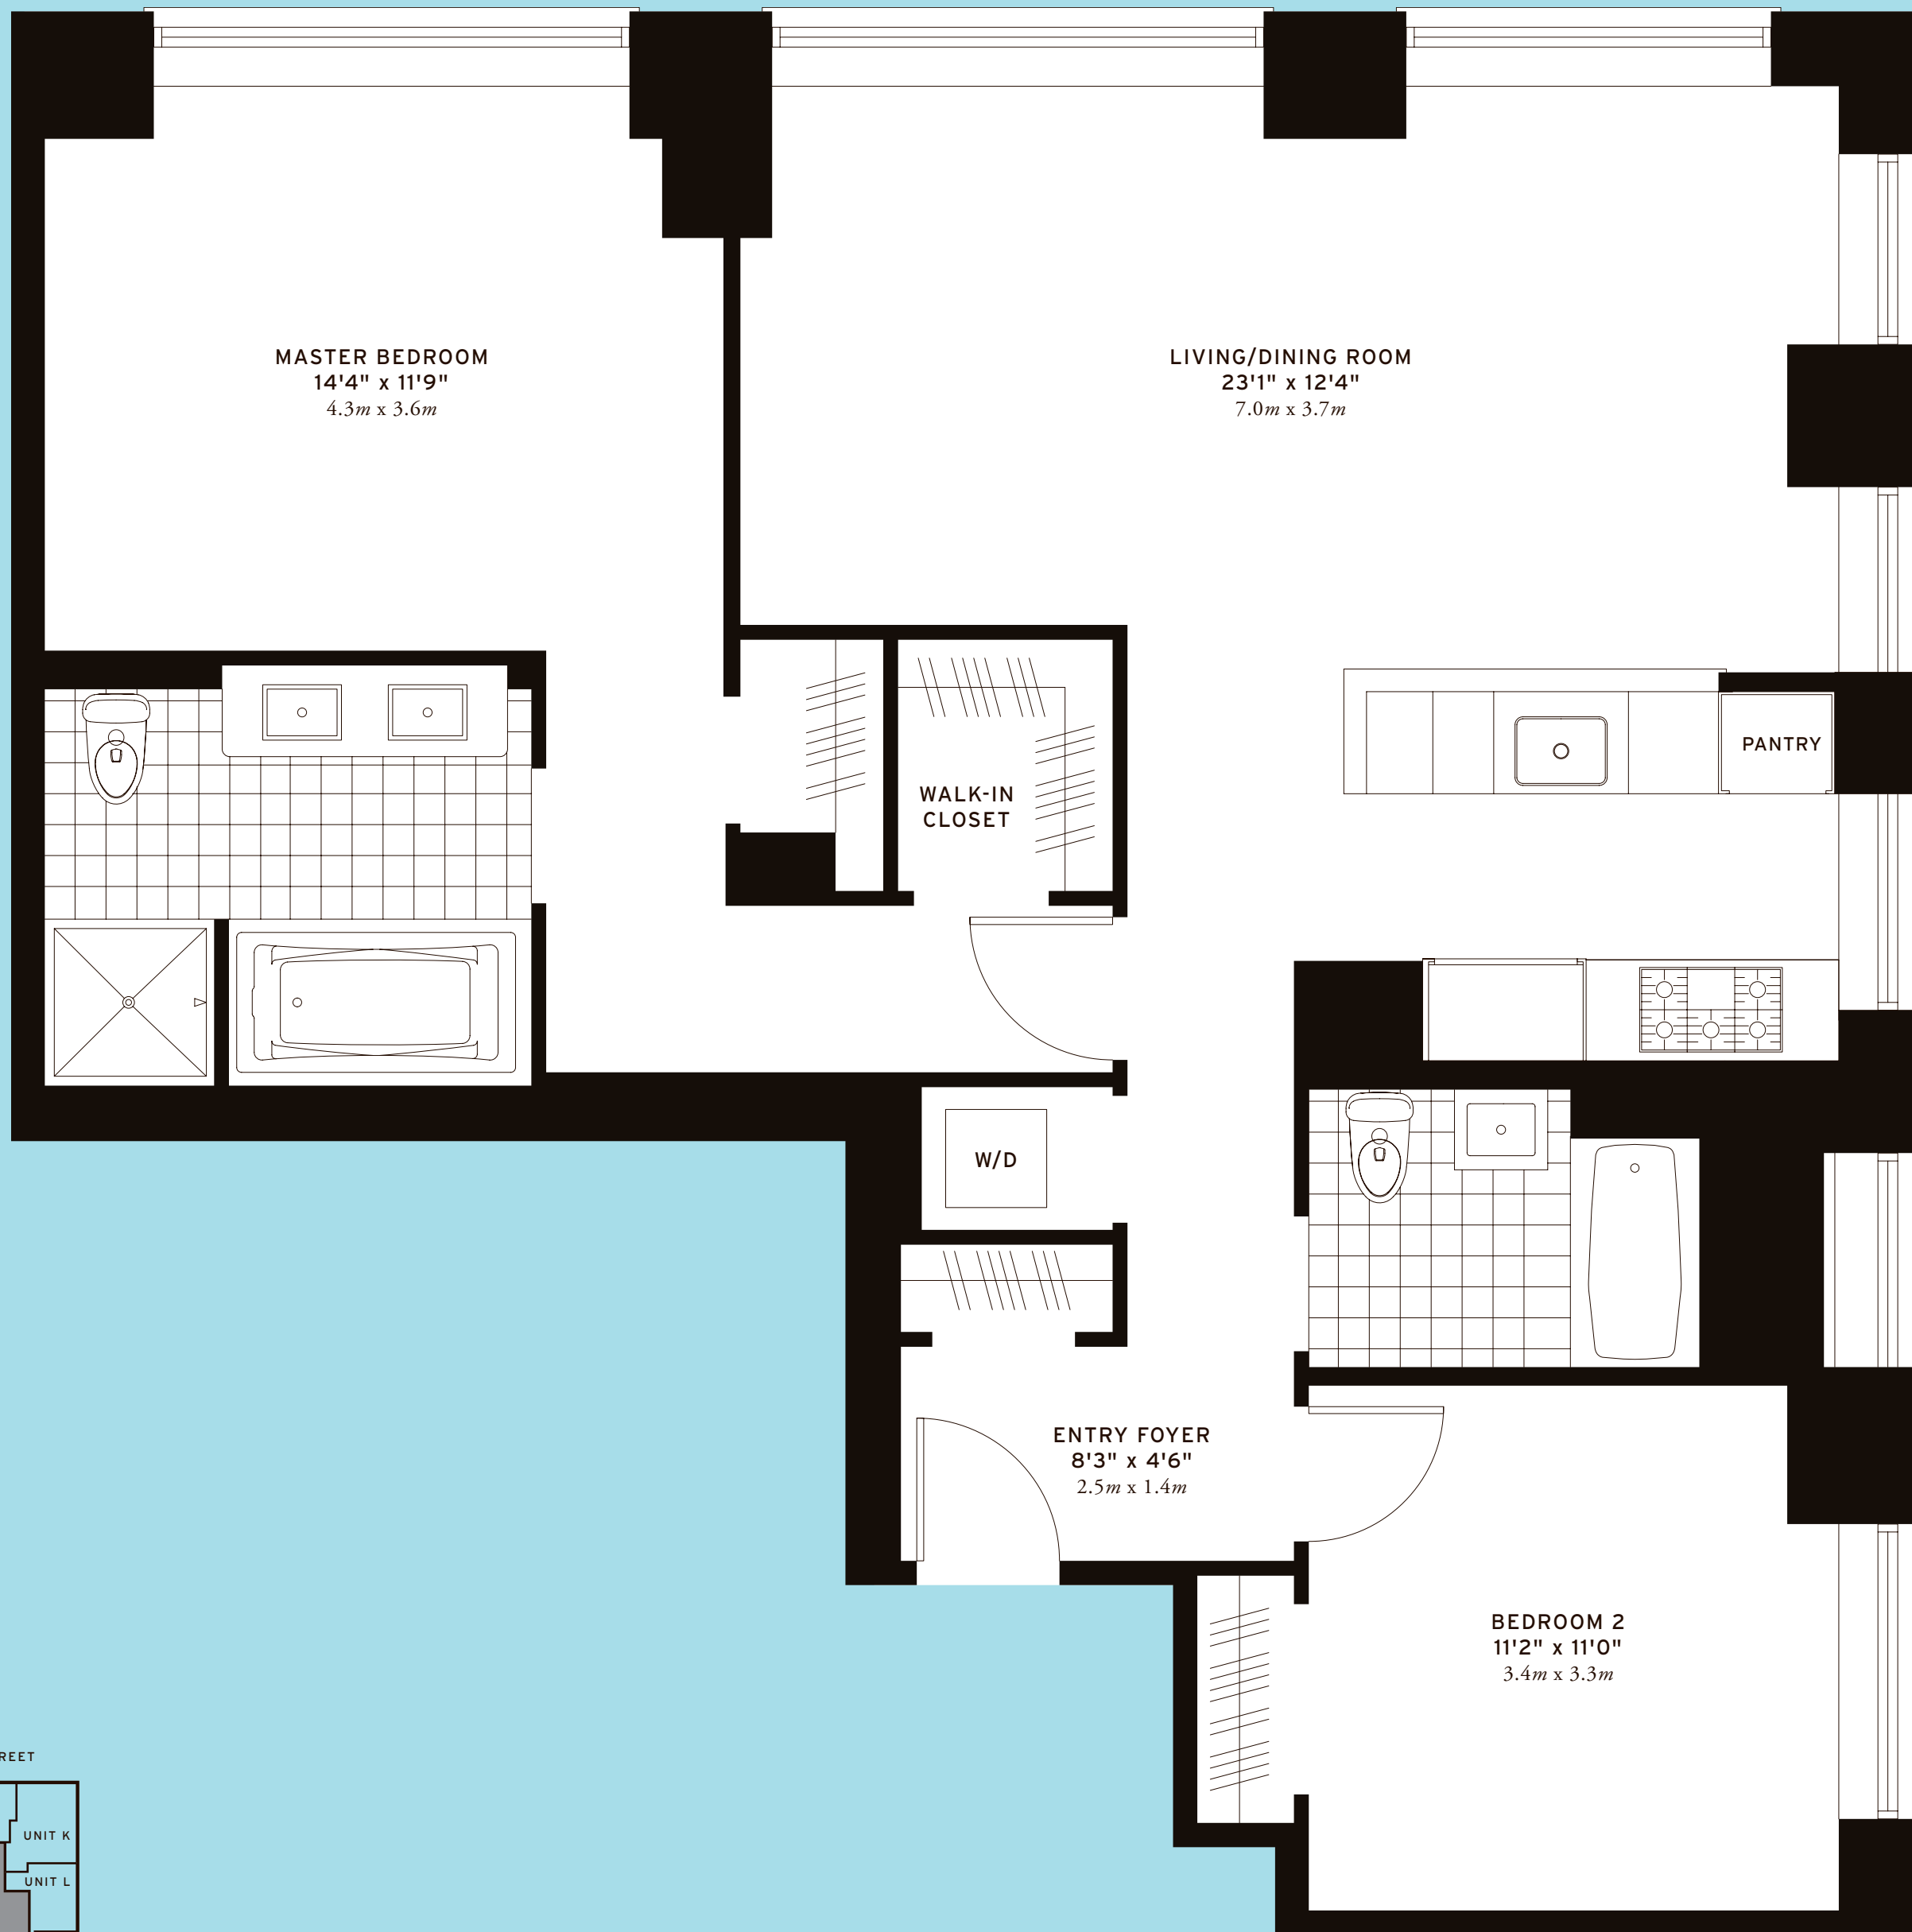 MASTER BEDROOM
14'4" x 11'9"
4.3m x 3.6m
LIVING/DINING ROOM
23'1" x 12'4"
7.0m x 3.7m
PANTRY
WALK-IN
CLOSET
W/D
ENTRY FOYER
8'3" x 4'6"
2.5m x 1.4m
BEDROOM 2
11'2" x 11'0"
3.4m x 3.3m
REET
UNIT K
UNIT L